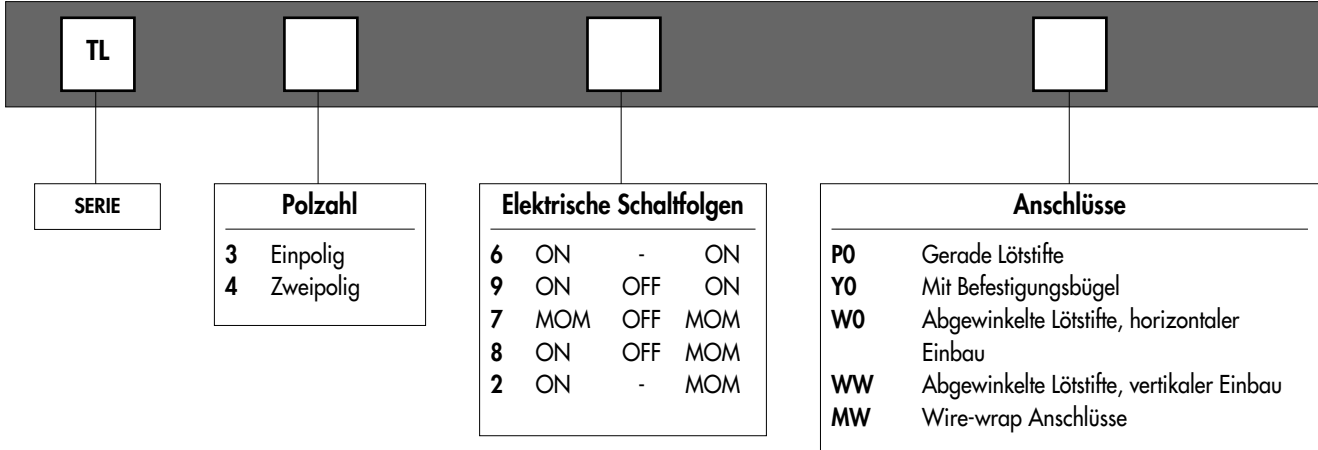 TL
SERIE
Polzahl
3 Einpolig
4 Zweipolig
Elektrische Schaltfolgen
6 ON - ON
9 ON OFF ON
7 MOM OFF MOM
8 ON OFF MOM
2 ON - MOM
Anschlüsse
P0 Gerade Lötstifte
Y0 Mit Befestigungsbügel
W0 Abgewinkelte Lötstifte, horizontaler
Einbau
WW Abgewinkelte Lötstifte, vertikaler Einbau
MW Wire-wrap Anschlüsse